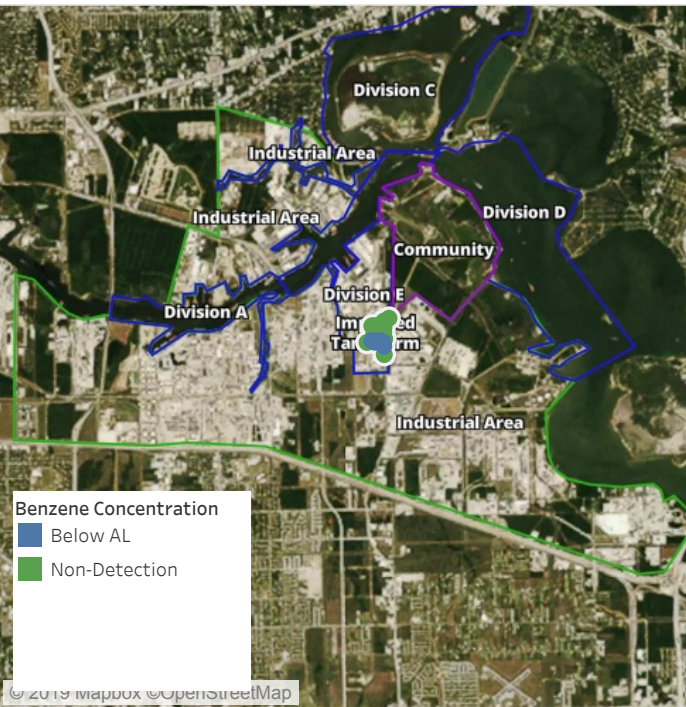 Division C
Industrial Area
Industrial Area
Division D
Community
Division E
Division A
Industrial Area
Benzene Concentration
Below AL
Non-Detection
© 2019 Mapbox ©OpenStreetMap